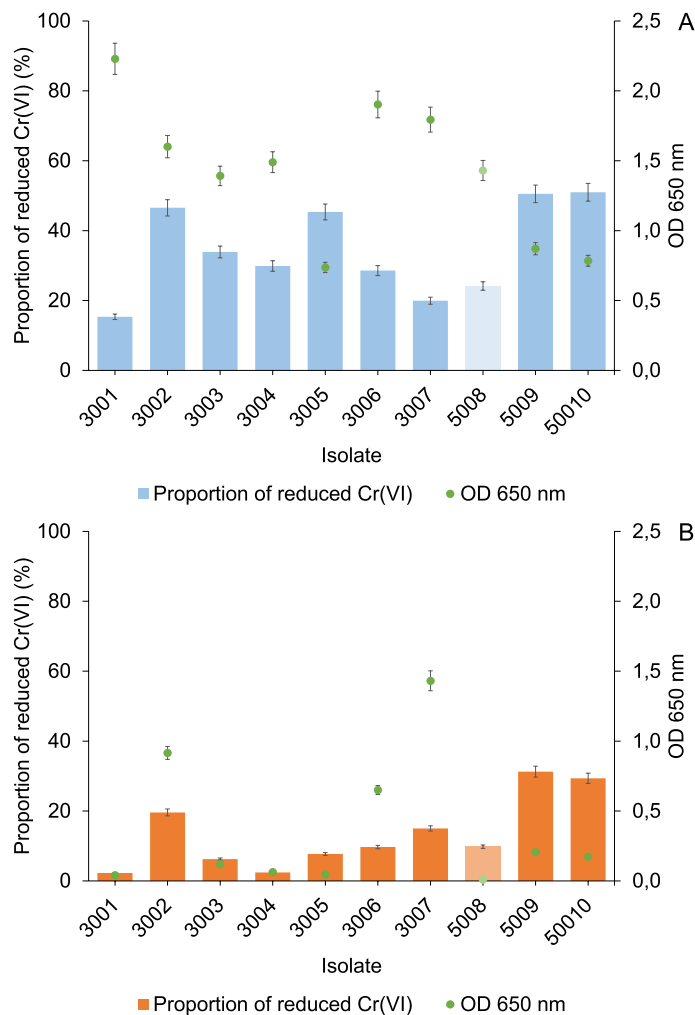 A
Proportion of reduced Cr(VI) (%)
100
80
60
40
20
0
2,5
2,0
1,5
1,0
0,5
0,0
OD 650 nm
3001 3002 3003 3004 3005 3006 3007 5008 5009 50010
Isolate
Proportion of reduced Cr(VI) OD 650 nm
B
Proportion of reduced Cr(VI) (%)
100
80
60
40
20
0
2,5
2,0
1,5
1,0
0,5
0,0
OD 650 nm
3001 3002 3003 3004 3005 3006 3007 5008 5009 50010
Isolate
Proportion of reduced Cr(VI) OD 650 nm